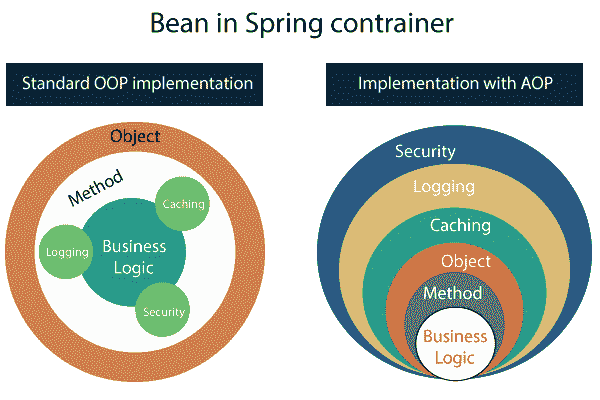 Bean in Spring contrainer
Standard OOP implementation
Object
Method
Caching
Logging
Business
Logic
Security
Implementation with AOP
Security
Logging
Caching
Object
Method
Business
Logic